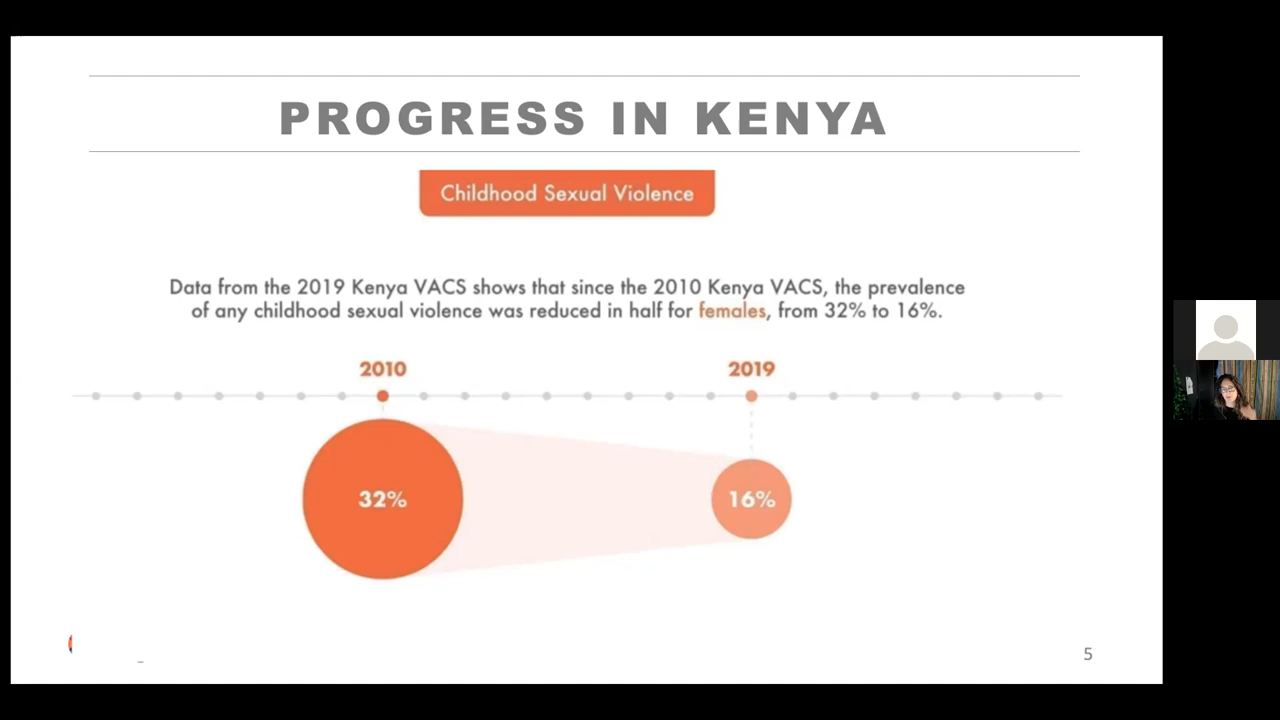 PROGRESS IN KENYA
Childhood Sexual Violence
Data from the 2019 Kenya VACS shows that since the 2010 Kenya VACS, the prevalence
of any childhood sexual violence was reduced in half for females, from 32% to 16%.
2010 2019
32% 16%
5